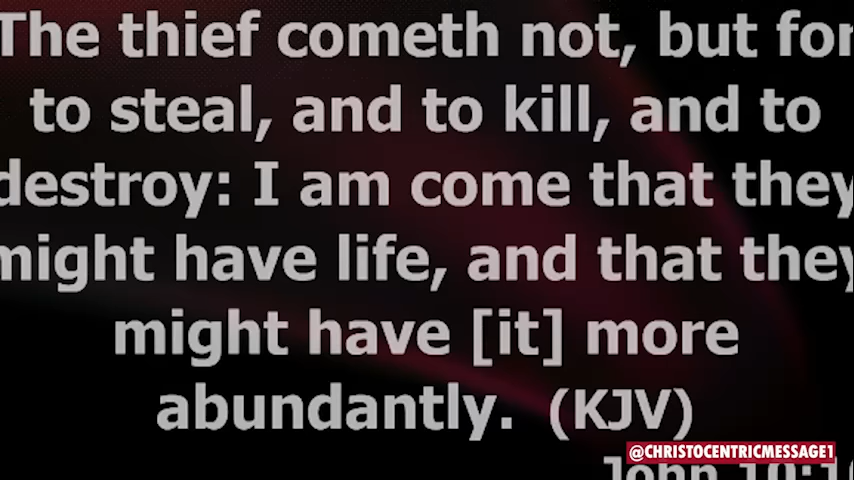 The thief cometh not, but for
to steal, and to kill, and to
destroy: I am come that they
might have life, and that they
might have [it] more
abundantly. (KJV)
@CHRISTOCENTRICMESSAGE1
John 10:10